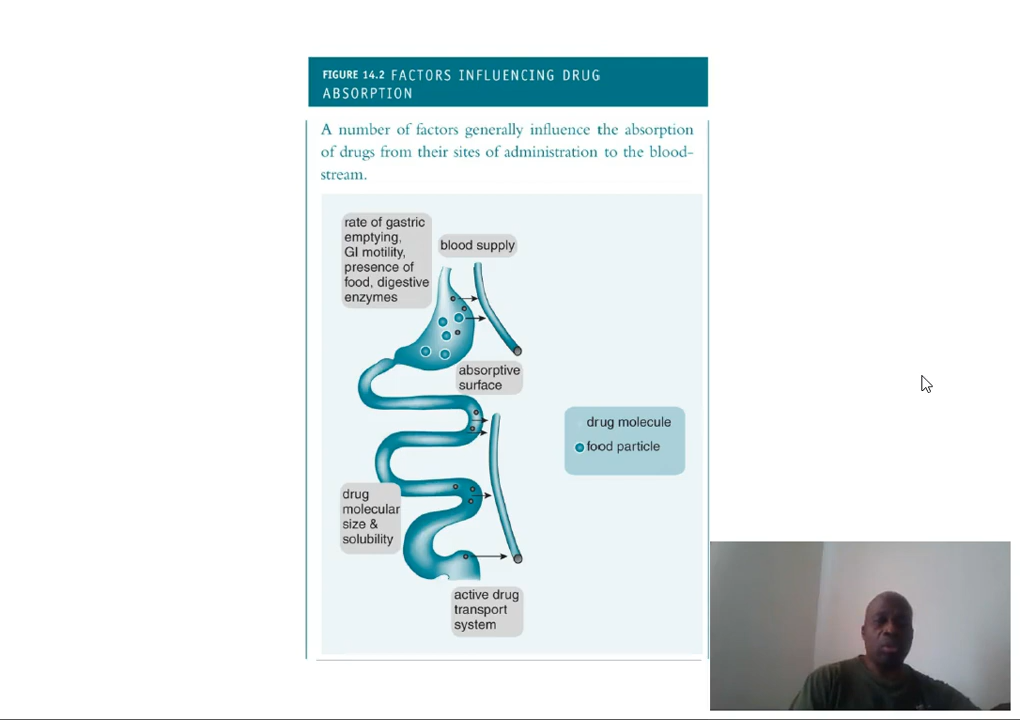 FIGURE 14.2 FACTORS INFLUENCING DRUG
ABSORPTION
A number of factors generally influence the absorption
of drugs from their sites of administration to the blood-
stream.
rate of gastric
emptying,
GI motility,
presence of
food, digestive
enzymes
blood supply
absorptive
surface
drug molecule
food particle
drug
molecular
size &
solubility
active drug
transport
system